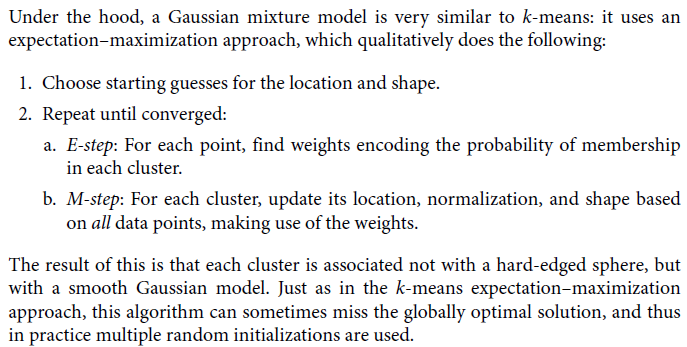 Under the hood, a Gaussian mixture model is very similar to k-means: it uses an
expectation–maximization approach, which qualitatively does the following:
1. Choose starting guesses for the location and shape.
2. Repeat until converged:
a. E-step: For each point, find weights encoding the probability of membership
in each cluster.
b. M-step: For each cluster, update its location, normalization, and shape based
on all data points, making use of the weights.
The result of this is that each cluster is associated not with a hard-edged sphere, but
with a smooth Gaussian model. Just as in the k-means expectation–maximization
approach, this algorithm can sometimes miss the globally optimal solution, and thus
in practice multiple random initializations are used.